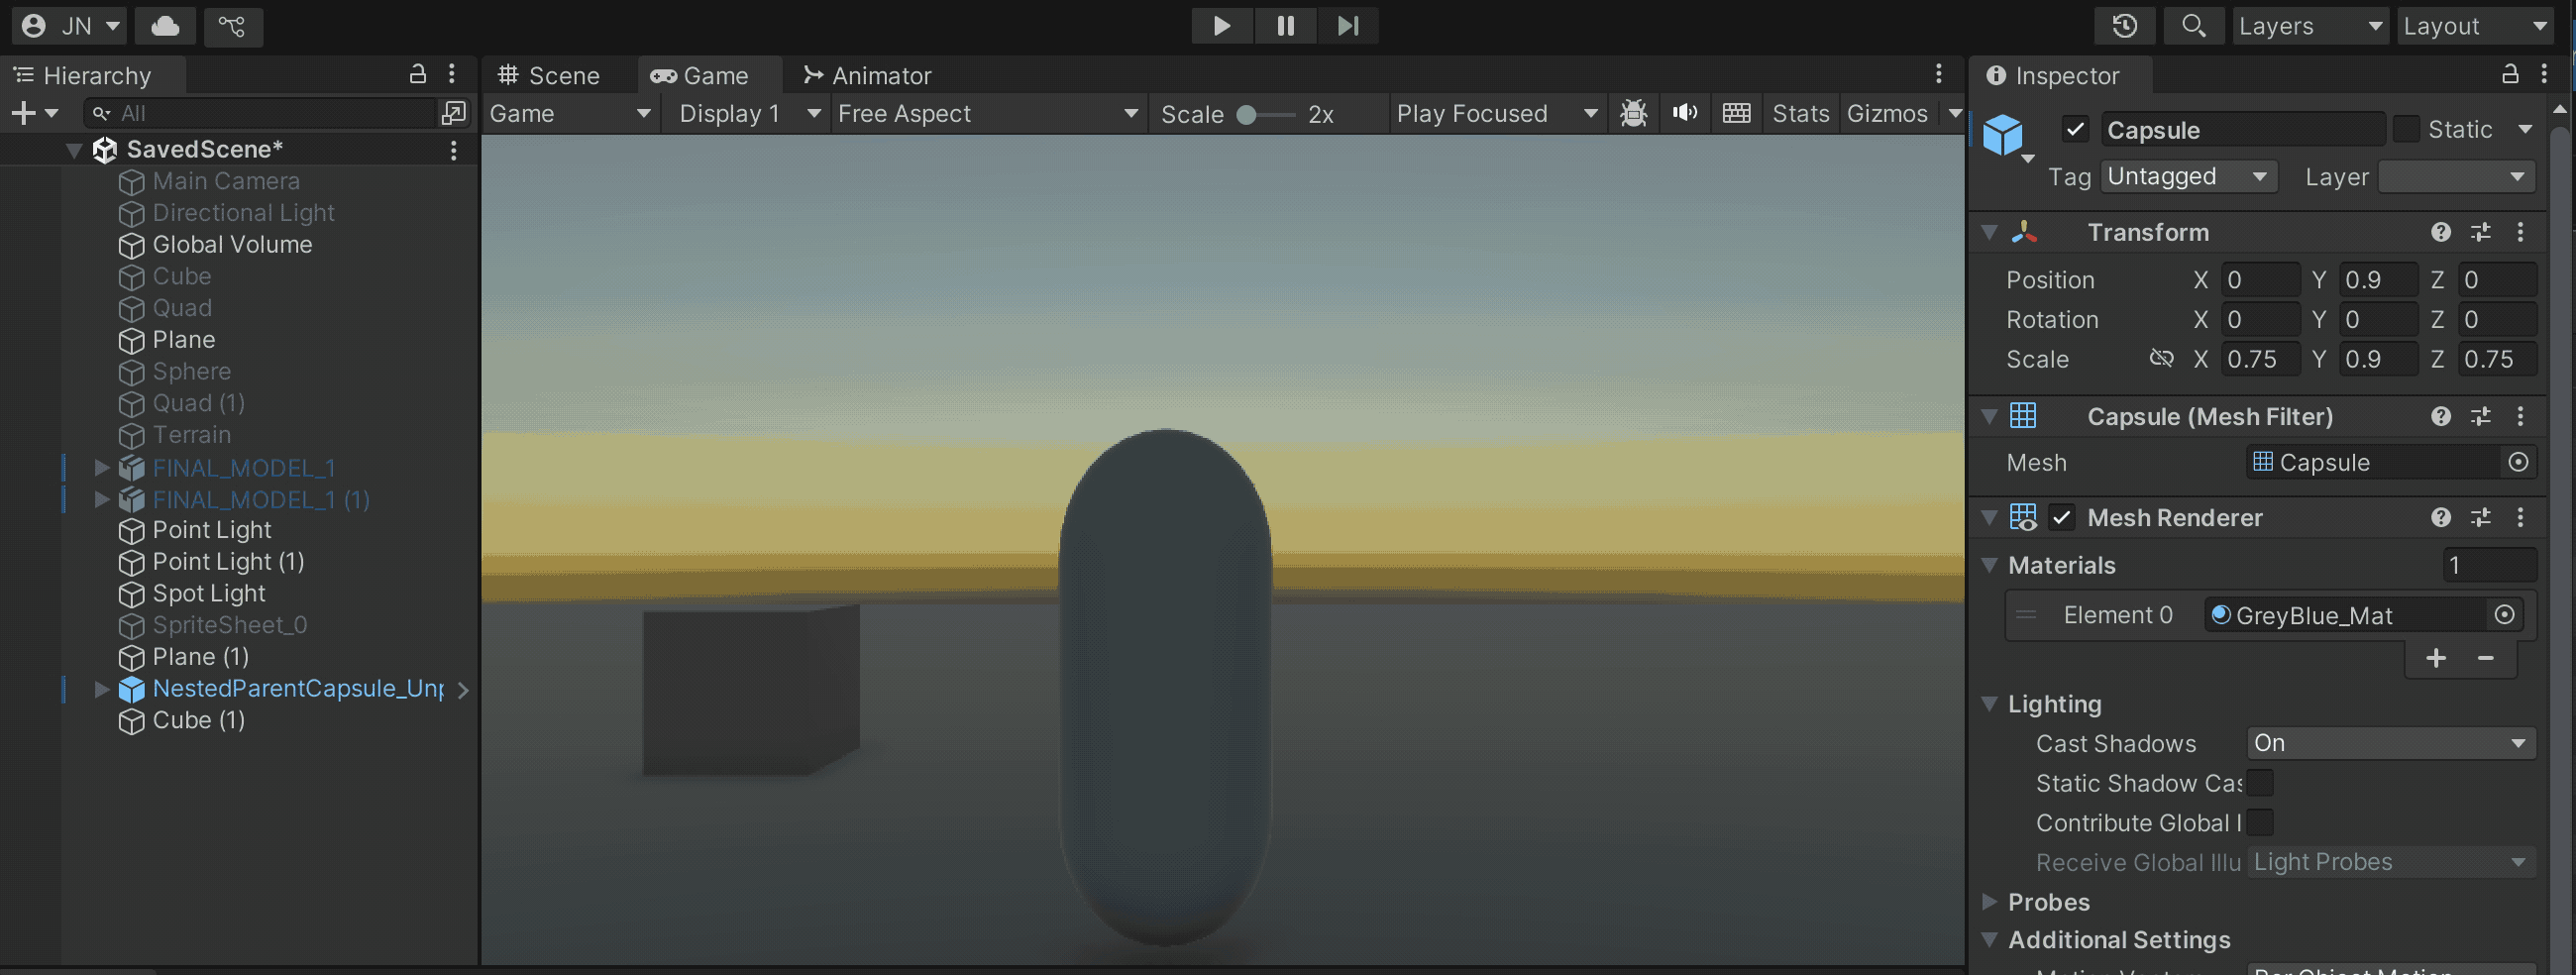 JN
Layers
Layout
Hierarchy
Scene
Game
Animator
Inspector
All
Game
Display 1
Free Aspect
Scale
2x
Play Focused
Stats
Gizmos
SavedScene*
Main Camera
Directional Light
Global Volume
Cube
Quad
Plane
Sphere
Quad (1)
Terrain
FINAL_MODEL_1
FINAL_MODEL_1 (1)
Point Light
Point Light (1)
Spot Light
SpriteSheet_0
Plane (1)
NestedParentCapsule_Unp
Cube (1)
Capsule
Static
Tag Untagged
Layer
Transform
Position X 0 Y 0.9 Z 0
Rotation X 0 Y 0 Z 0
Scale X 0.75 Y 0.9 Z 0.75
Capsule (Mesh Filter)
Mesh Capsule
Mesh Renderer
Materials 1
Element 0 GreyBlue_Mat
Lighting
Cast Shadows On
Static Shadow Cas
Contribute Global I
Receive Global Illu Light Probes
Probes
Additional Settings